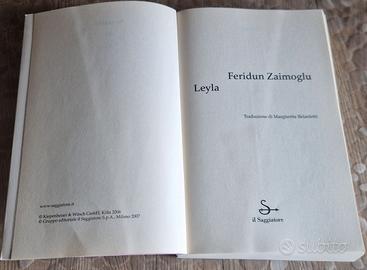 www.saggiatore.it
© Kiepenheuer & Witsch GmbH, Köln 2006
© Gruppo editoriale il Saggiatore S.p.A., Milano 2007
Feridun Zaimoglu
Leyla
Traduzione di Margherita Belardetti
il Saggiatore
subito